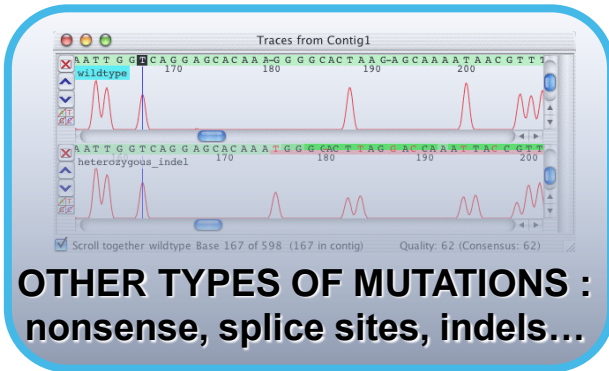 Traces from Contig1
AATTGGTCAGGAGCACAAA-GGGGCACTAAG-AGCAAAATAACGTTT
170 180 190 200
wildtype
AATTGGTCAGGAGCACAAATGGGCACTTAGGACCAAATTACCGTT
170 180 190 200
heterozygous_indel
Scroll together wildtype Base 167 of 598 (167 in contig) Quality: 62 (Consensus: 62)
OTHER TYPES OF MUTATIONS :
nonsense, splice sites, indels...